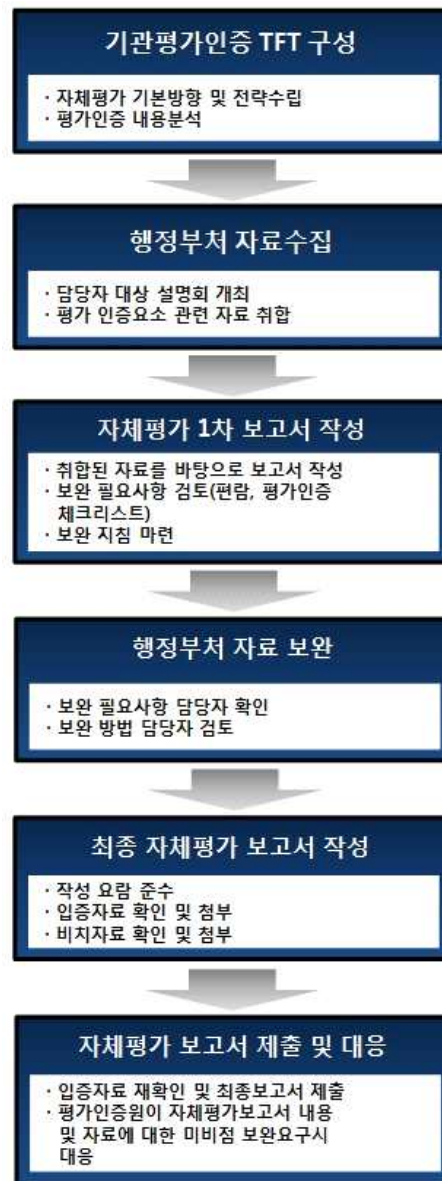 기관평가인증 TFT 구성
· 자체평가 기본방향 및 전략수립
· 평가인증 내용분석
행정부처 자료수집
· 담당자 대상 설명회 개최
· 평가 인증요소 관련 자료 취합
자체평가 1차 보고서 작성
· 취합된 자료를 바탕으로 보고서 작성
· 보완 필요사항 검토(편람, 평가인증
체크리스트)
· 보완 지침 마련
행정부처 자료 보완
· 보완 필요사항 담당자 확인
· 보완 방법 담당자 검토
최종 자체평가 보고서 작성
· 작성 요람 준수
· 입증자료 확인 및 첨부
· 비치자료 확인 및 첨부
자체평가 보고서 제출 및 대응
· 입증자료 재확인 및 최종보고서 제출
· 평가인증원이 자체평가보고서 내용
및 자료에 대한 미비점 보완요구시
대응